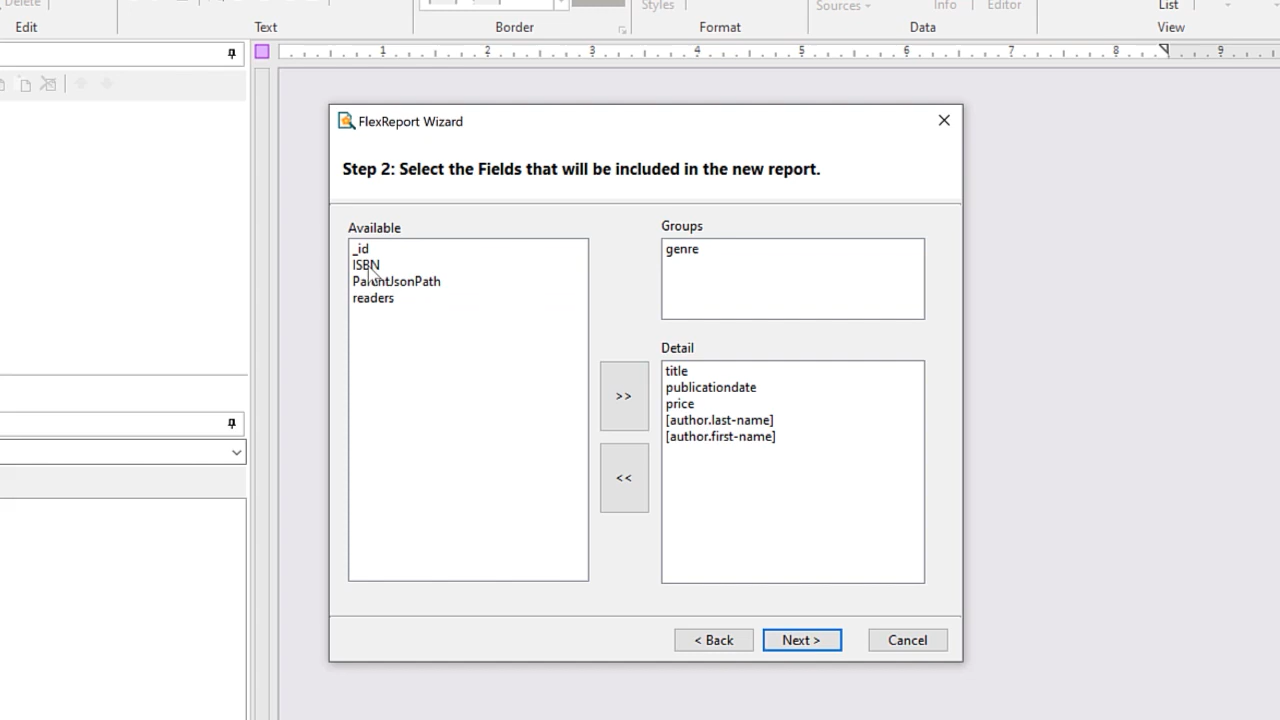 Delete
Styles
Sources
Info
Editor
List
Edit
Text
Border
Format
Data
View
1 2 3 4 5 6 7 8 9
FlexReport Wizard
Step 2: Select the Fields that will be included in the new report.
Available
_id
ISBN
ParentJsonPath
readers
Groups
genre
Detail
title
publicationdate
price
[author.last-name]
[author.first-name]
>>
<<
< Back
Next >
Cancel